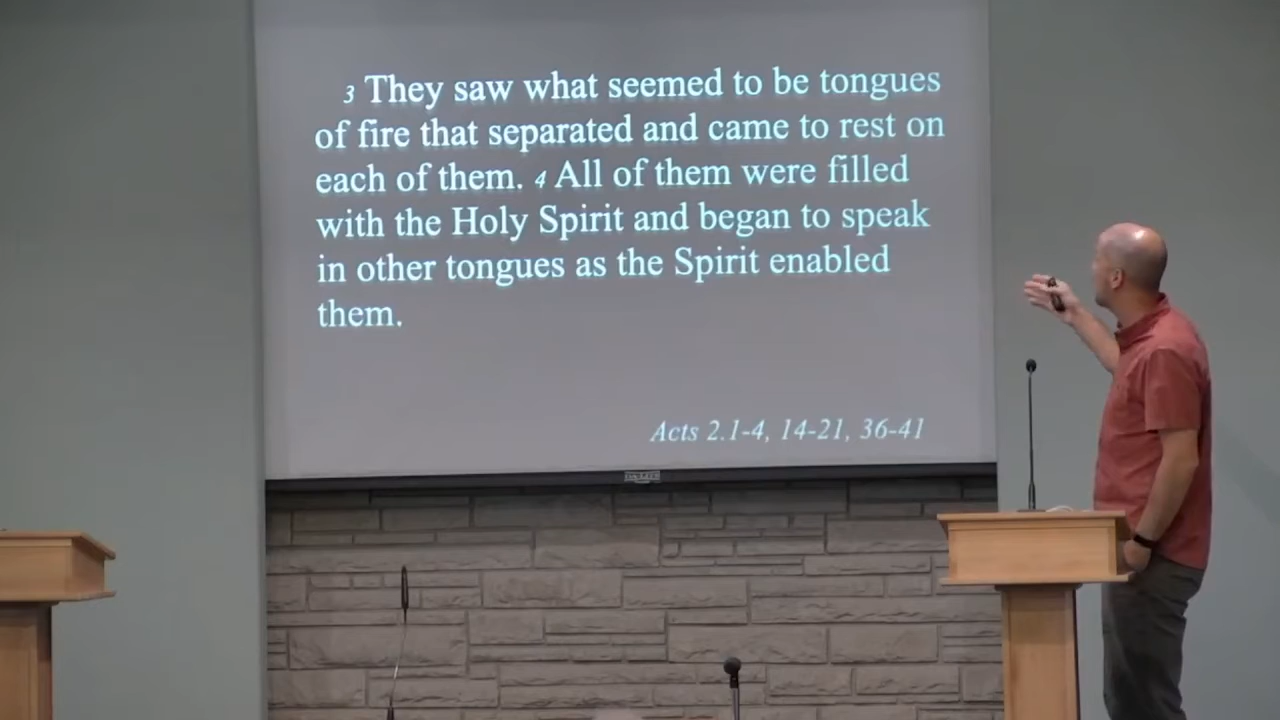 3 They saw what seemed to be tongues
of fire that separated and came to rest on
each of them. 4 All of them were filled
with the Holy Spirit and began to speak
in other tongues as the Spirit enabled
them.
Acts 2.1-4, 14-21, 36-41